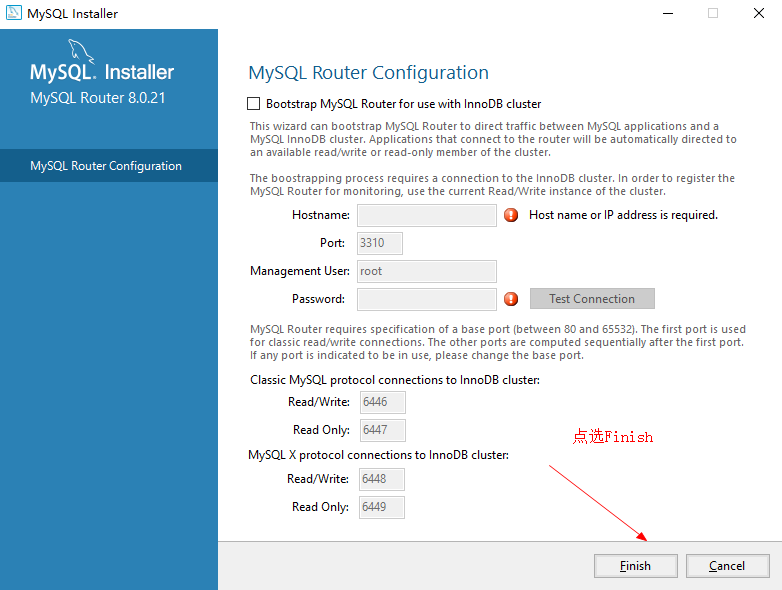 MySQL Installer
MySQL. Installer
MySQL Router 8.0.21
MySQL Router Configuration
MySQL Router Configuration
Bootstrap MySQL Router for use with InnoDB cluster
This wizard can bootstrap MySQL Router to direct traffic between MySQL applications and a
MySQL InnoDB cluster. Applications that connect to the router will be automatically directed to
an available read/write or read-only member of the cluster.
The boostrapping process requires a connection to the InnoDB cluster. In order to register the
MySQL Router for monitoring, use the current Read/Write instance of the cluster.
Hostname: Host name or IP address is required.
Port: 3310
Management User: root
Password: Test Connection
MySQL Router requires specification of a base port (between 80 and 65532). The first port is used
for classic read/write connections. The other ports are computed sequentially after the first port.
If any port is indicated to be in use, please change the base port.
Classic MySQL protocol connections to InnoDB cluster:
Read/Write: 6446
Read Only: 6447
点选Finish
MySQL X protocol connections to InnoDB cluster:
Read/Write: 6448
Read Only: 6449
Finish Cancel